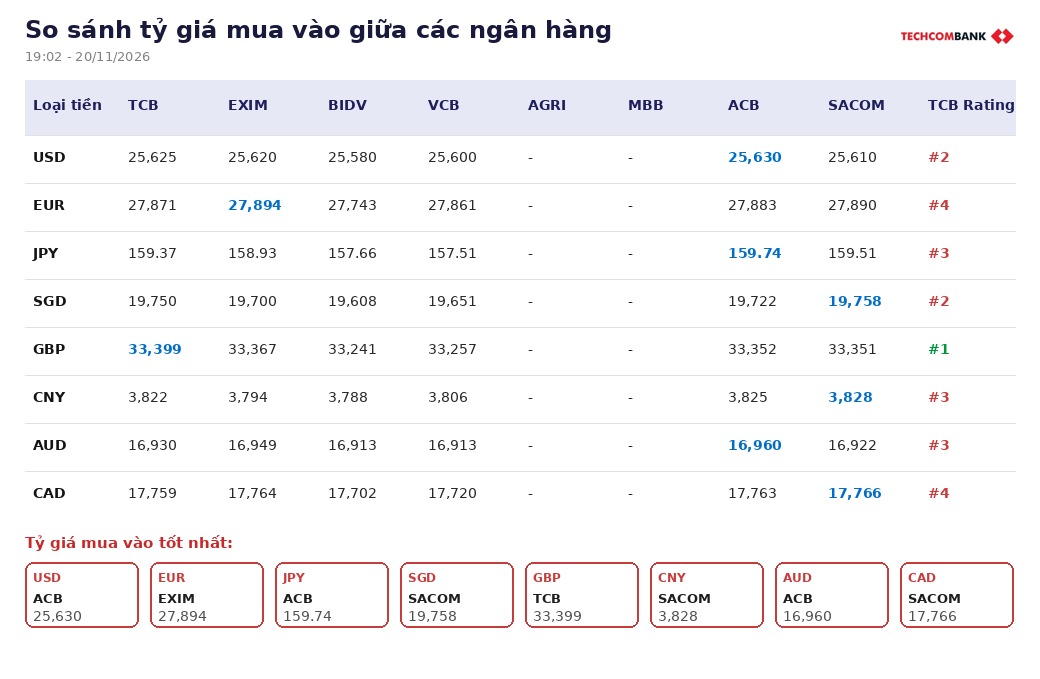 So sánh tỷ giá mua vào giữa các ngân hàng
TECHCOMBANK
19:02 - 20/11/2026
Loại tiền TCB EXIM BIDV VCB AGRI MBB ACB SACOM TCB Rating
USD 25,625 25,620 25,580 25,600 - - 25,630 25,610 #2
EUR 27,871 27,894 27,743 27,861 - - 27,883 27,890 #4
JPY 159.37 158.93 157.66 157.51 - - 159.74 159.51 #3
SGD 19,750 19,700 19,608 19,651 - - 19,722 19,758 #2
GBP 33,399 33,367 33,241 33,257 - - 33,352 33,351 #1
CNY 3,822 3,794 3,788 3,806 - - 3,825 3,828 #3
AUD 16,930 16,949 16,913 16,913 - - 16,960 16,922 #3
CAD 17,759 17,764 17,702 17,720 - - 17,763 17,766 #4
Tỷ giá mua vào tốt nhất:
USD EUR JPY SGD GBP CNY AUD CAD
ACB EXIM ACB SACOM TCB SACOM ACB SACOM
25,630 27,894 159.74 19,758 33,399 3,828 16,960 17,766